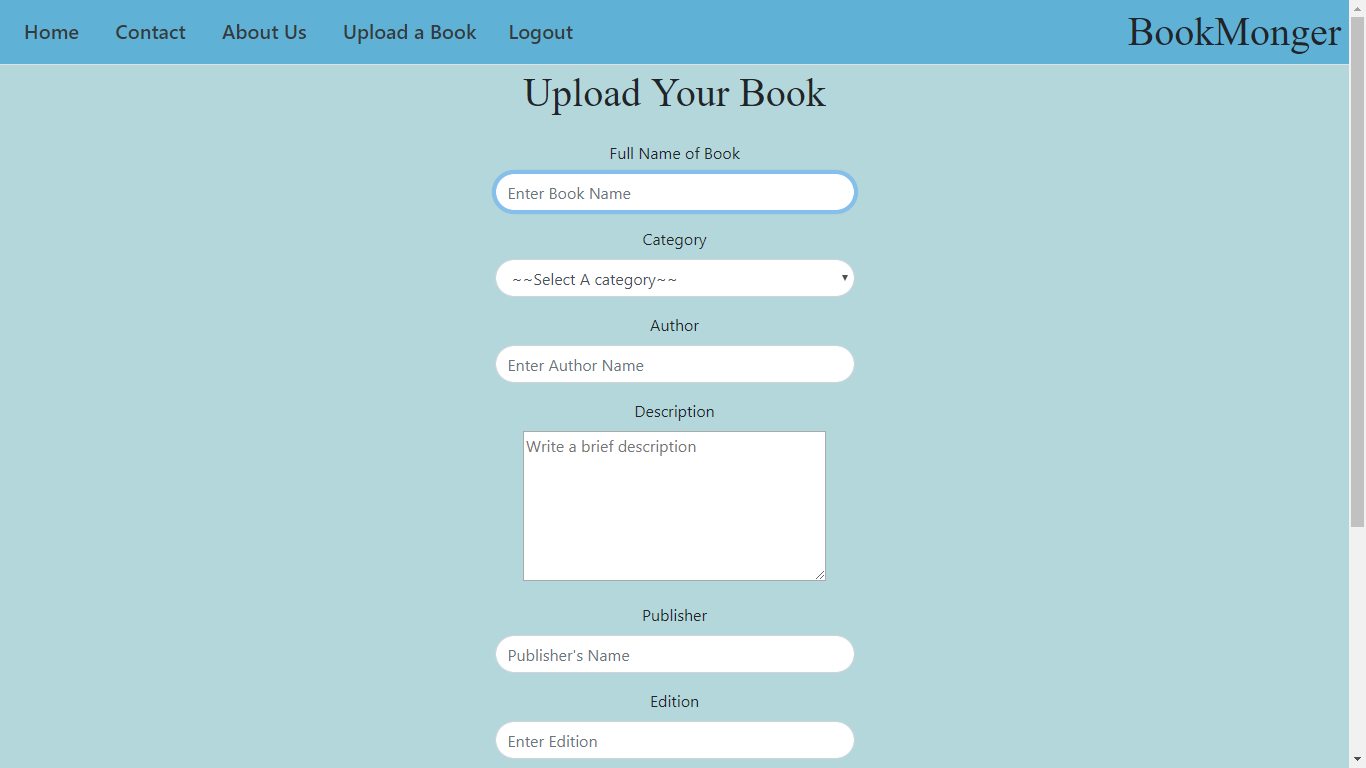 Home Contact About Us Upload a Book Logout BookMonger
Upload Your Book
Full Name of Book
Enter Book Name
Category
~~Select A category~~
Author
Enter Author Name
Description
Write a brief description
Publisher
Publisher's Name
Edition
Enter Edition